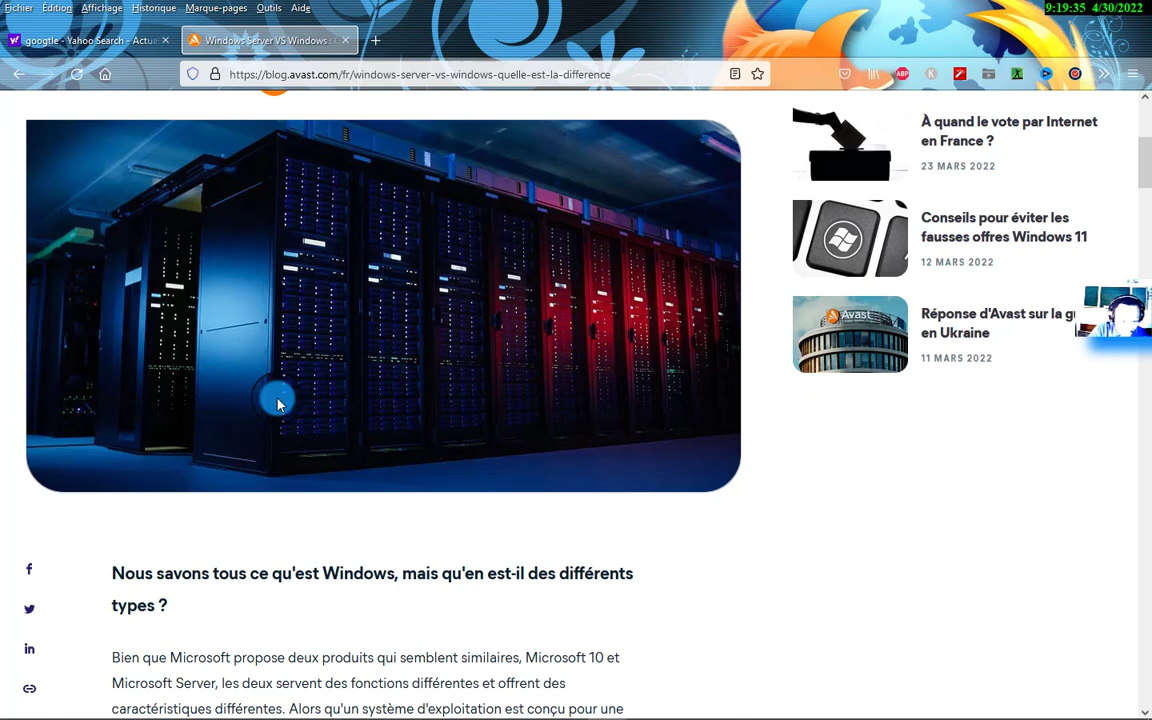 Fichier Édition Affichage Historique Marque-pages Outils Aide
9:19:35 4/30/2022
googtle - Yahoo Search - Actua
Windows Server VS Windows : 
https://blog.avast.com/fr/windows-server-vs-windows-quelle-est-la-difference
ABP
À quand le vote par Internet
en France ?
23 MARS 2022
Conseils pour éviter les
fausses offres Windows 11
12 MARS 2022
Avast
Réponse d'Avast sur la gu
en Ukraine
11 MARS 2022
Nous savons tous ce qu'est Windows, mais qu'en est-il des différents
types ?
Bien que Microsoft propose deux produits qui semblent similaires, Microsoft 10 et
Microsoft Server, les deux servent des fonctions différentes et offrent des
caractéristiques différentes. Alors qu'un système d'exploitation est conçu pour une